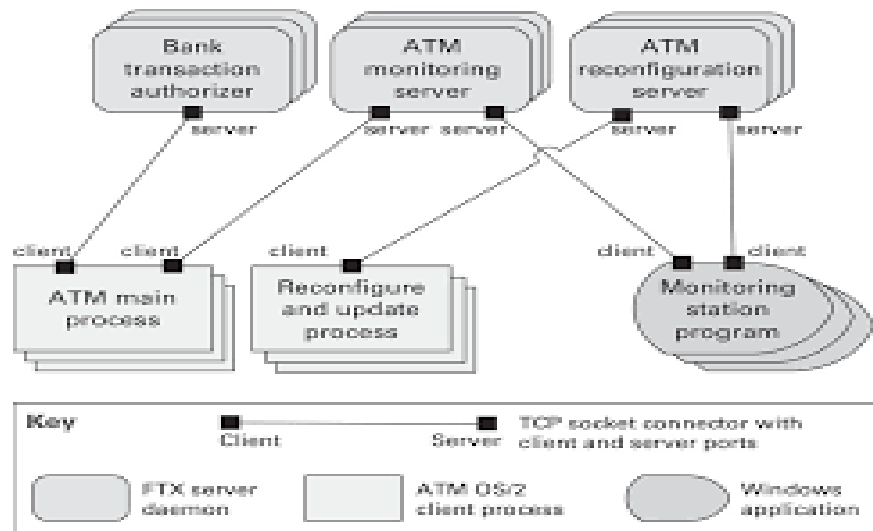 Bank
transaction
authorizer
ATM
monitoring
server
ATM
reconfiguration
server
server
server server
server
server
client
client
client
client
client
ATM main
process
Reconfigure
and update
process
Monitoring
station
program
Key
Client
Server
TCP socket connector with
client and server ports
FTX server
daemon
ATM OS/2
client process
Windows
application